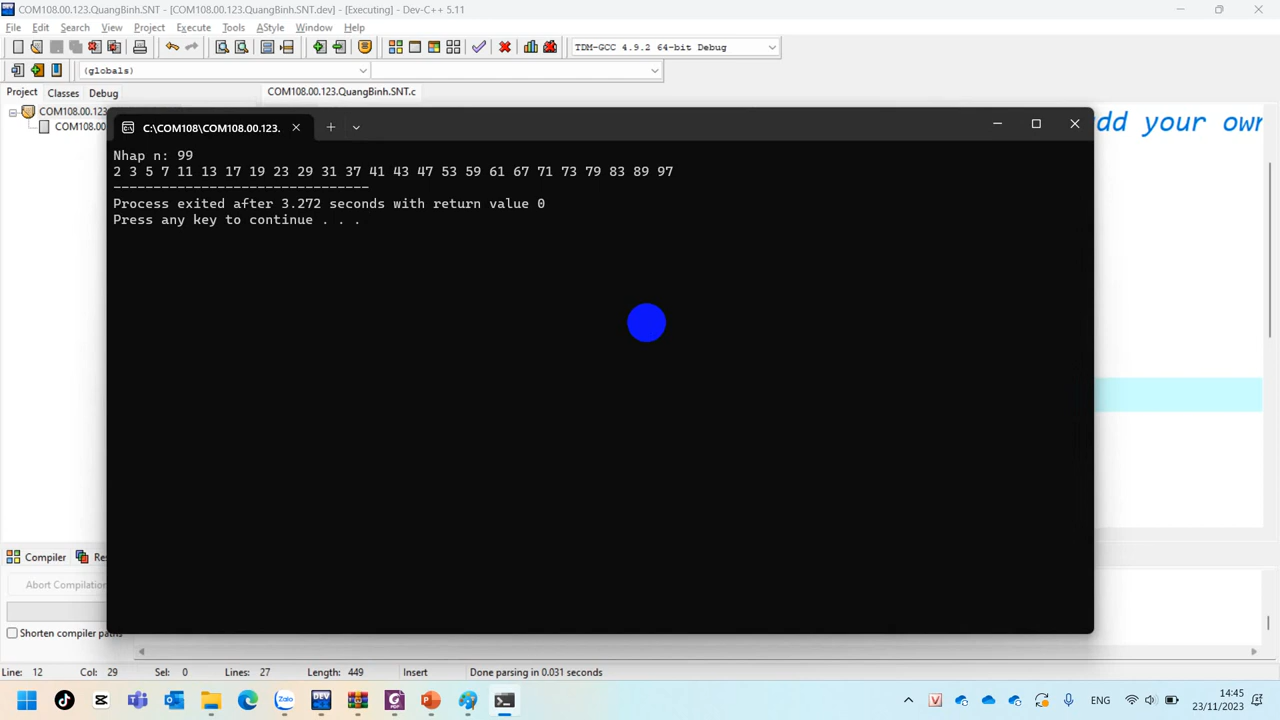 COM108.00.123.QuangBinh.SNT - [COM108.00.123.QuangBinh.SNT.dev] - [Executing] - Dev-C++ 5.11
File Edit Search View Project Execute Tools AStyle Window Help
TDM-GCC 4.9.2 64-bit Debug
(globals)
Project Classes Debug COM108.00.123.QuangBinh.SNT.c
COM108.00.123
COM108.00
dd your own
C:\COM108\COM108.00.123.
Nhap n: 99
2 3 5 7 11 13 17 19 23 29 31 37 41 43 47 53 59 61 67 71 73 79 83 89 97
--------------------------------
Process exited after 3.272 seconds with return value 0
Press any key to continue . . .
Compiler Res
Abort Compilation
Shorten compiler paths
Line: 12 Col: 29 Sel: 0 Lines: 27 Length: 449 Insert Done parsing in 0.031 seconds
ENG
14:45
23/11/2023